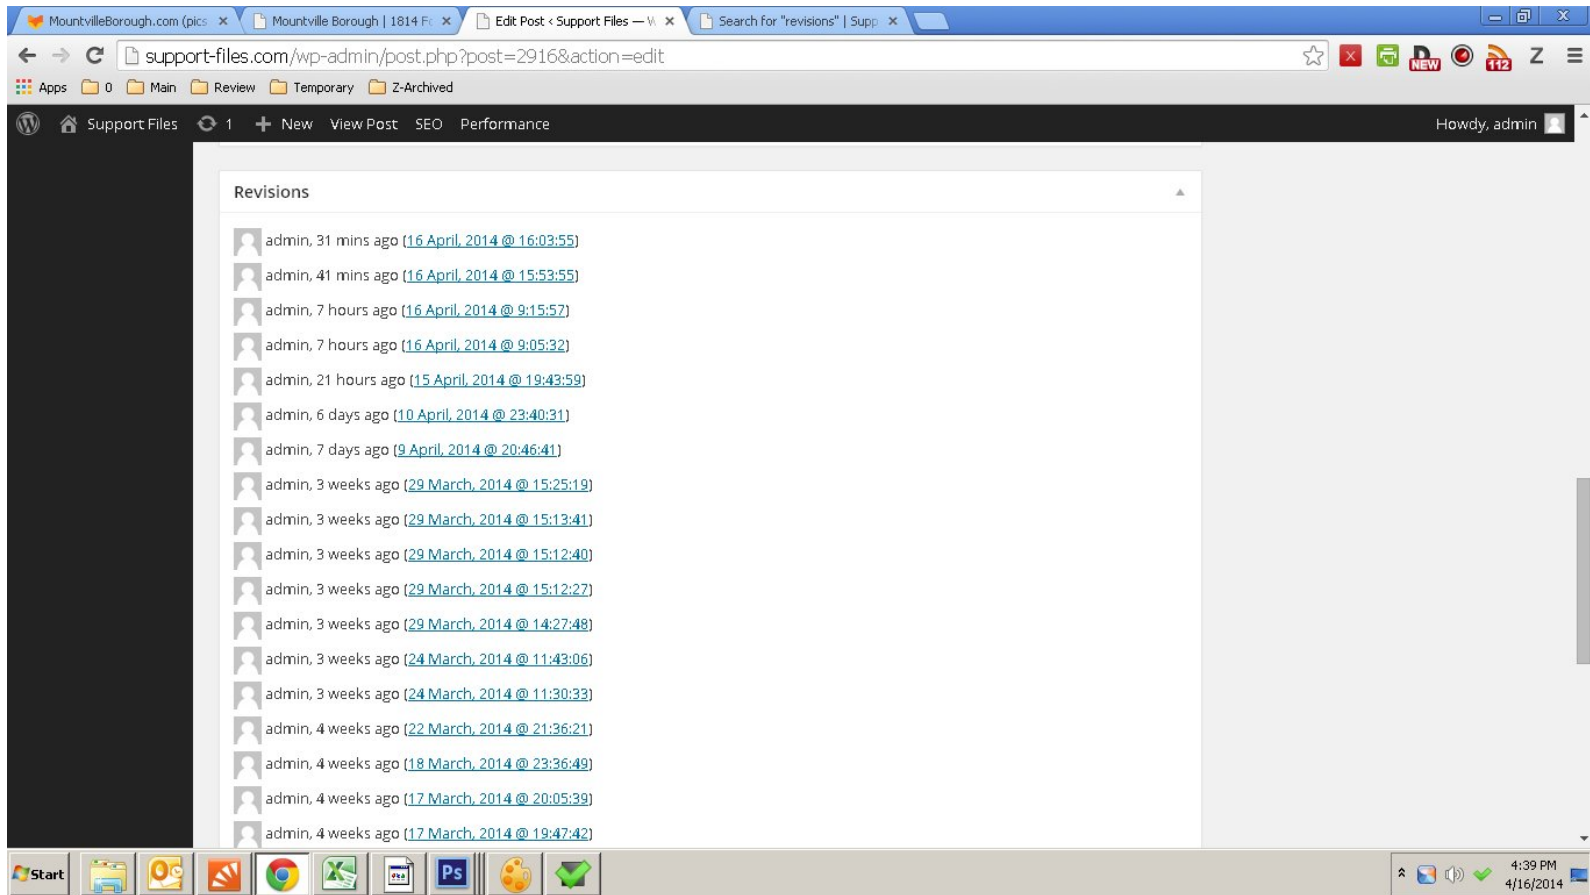 MountvilleBorough.com (pics
Mountville Borough | 1814 Fo
Edit Post ‹ Support Files — W
Search for "revisions" | Supp
support-files.com/wp-admin/post.php?post=2916&action=edit
NEW
112
Z
Apps
0
Main
Review
Temporary
Z-Archived
Support Files
1
New
View Post
SEO
Performance
Howdy, admin
Revisions
admin, 31 mins ago (16 April, 2014 @ 16:03:55)
admin, 41 mins ago (16 April, 2014 @ 15:53:55)
admin, 7 hours ago (16 April, 2014 @ 9:15:57)
admin, 7 hours ago (16 April, 2014 @ 9:05:32)
admin, 21 hours ago (15 April, 2014 @ 19:43:59)
admin, 6 days ago (10 April, 2014 @ 23:40:31)
admin, 7 days ago (9 April, 2014 @ 20:46:41)
admin, 3 weeks ago (29 March, 2014 @ 15:25:19)
admin, 3 weeks ago (29 March, 2014 @ 15:13:41)
admin, 3 weeks ago (29 March, 2014 @ 15:12:40)
admin, 3 weeks ago (29 March, 2014 @ 15:12:27)
admin, 3 weeks ago (29 March, 2014 @ 14:27:48)
admin, 3 weeks ago (24 March, 2014 @ 11:43:06)
admin, 3 weeks ago (24 March, 2014 @ 11:30:33)
admin, 4 weeks ago (22 March, 2014 @ 21:36:21)
admin, 4 weeks ago (18 March, 2014 @ 23:36:49)
admin, 4 weeks ago (17 March, 2014 @ 20:05:39)
admin, 4 weeks ago (17 March, 2014 @ 19:47:42)
Start
Ps
4:39 PM
4/16/2014